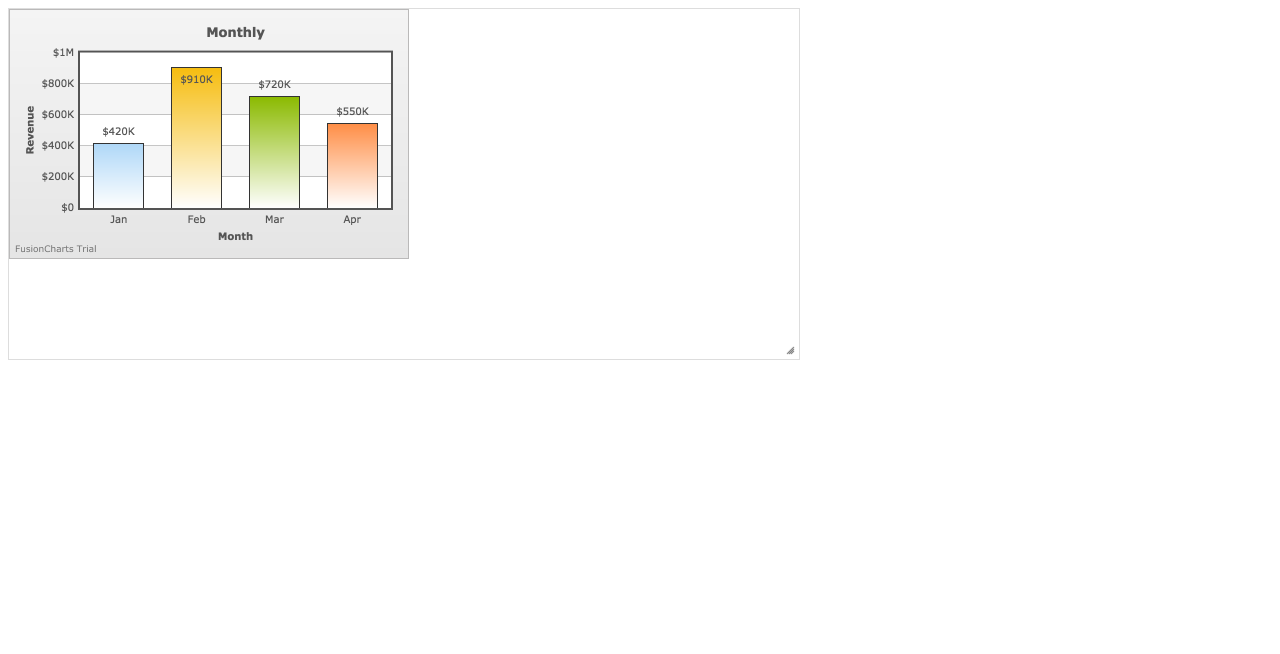 Monthly
$1M
$800K
$600K
$400K
$200K
$0
Revenue
$420K
$910K
$720K
$550K
Jan Feb Mar Apr
Month
FusionCharts Trial